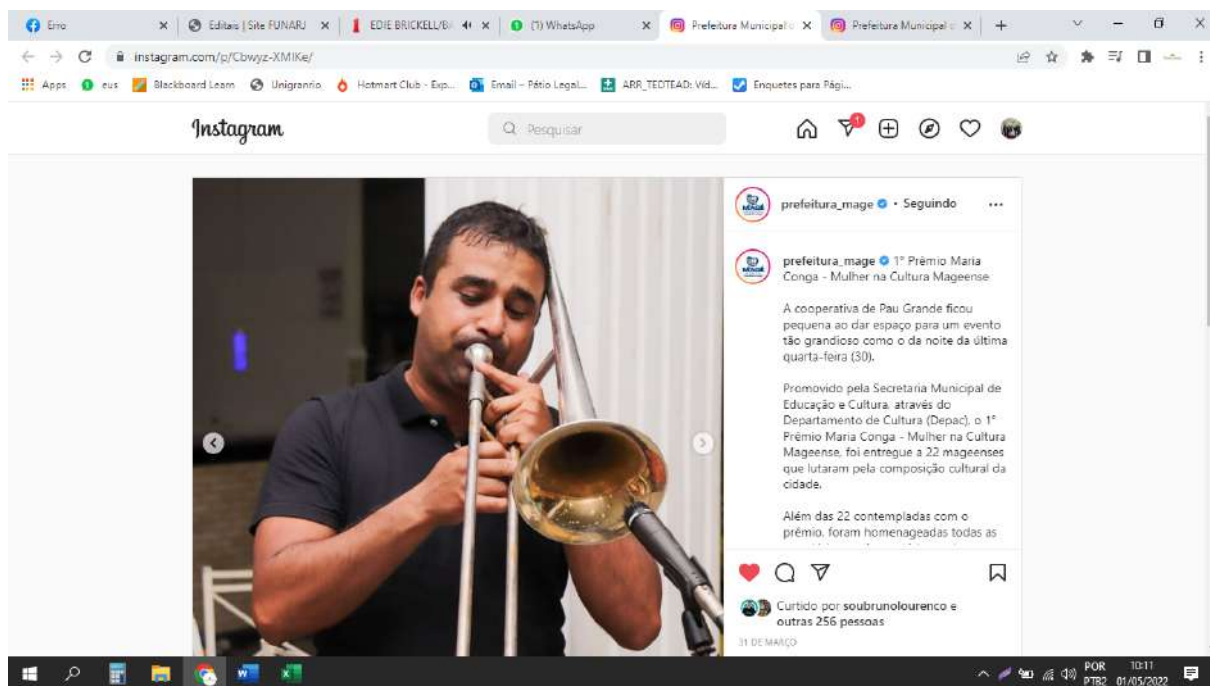 Erro
Editais | Site FUNARJ
EDIE BRICKELL/B
(1) WhatsApp
Prefeitura Municipal
Prefeitura Municipal
instagram.com/p/Cbwyz-XMIKe/
Apps
eus
Blackboard Learn
Unigranrio
Hotmart Club - Exp...
Email – Pátio Legal...
ARR_TEDTEAD: Vid...
Enquetes para Pági...
Instagram
Pesquisar
1
prefeitura_mage • Seguindo
prefeitura_mage 1º Prêmio Maria
Conga - Mulher na Cultura Mageense
A cooperativa de Pau Grande ficou
pequena ao dar espaço para um evento
tão grandioso como o da noite da última
quarta-feira (30).
Promovido pela Secretaria Municipal de
Educação e Cultura, através do
Departamento de Cultura (Depac), o 1º
Prêmio Maria Conga - Mulher na Cultura
Mageense, foi entregue a 22 mageenses
que lutaram pela composição cultural da
cidade.
Além das 22 contempladas com o
prêmio, foram homenageadas todas as
Curtido por soubrunolourenco e
outras 256 pessoas
31 DE MARÇO
POR
PTB2
10:11
01/05/2022